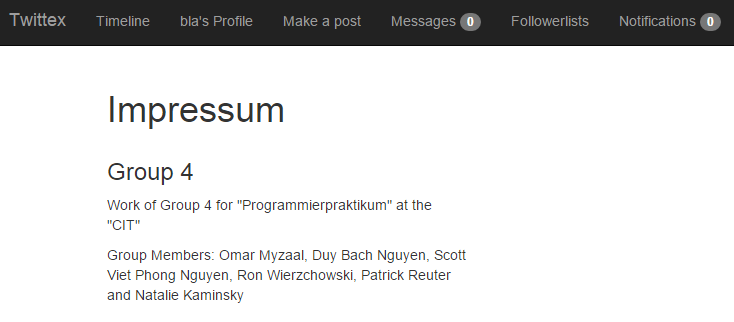 Twittex Timeline bla's Profile Make a post Messages 0 Followerlists Notifications 0
Impressum
Group 4
Work of Group 4 for "Programmierpraktikum" at the
"CIT"
Group Members: Omar Myzaal, Duy Bach Nguyen, Scott
Viet Phong Nguyen, Ron Wierzchowski, Patrick Reuter
and Natalie Kaminsky